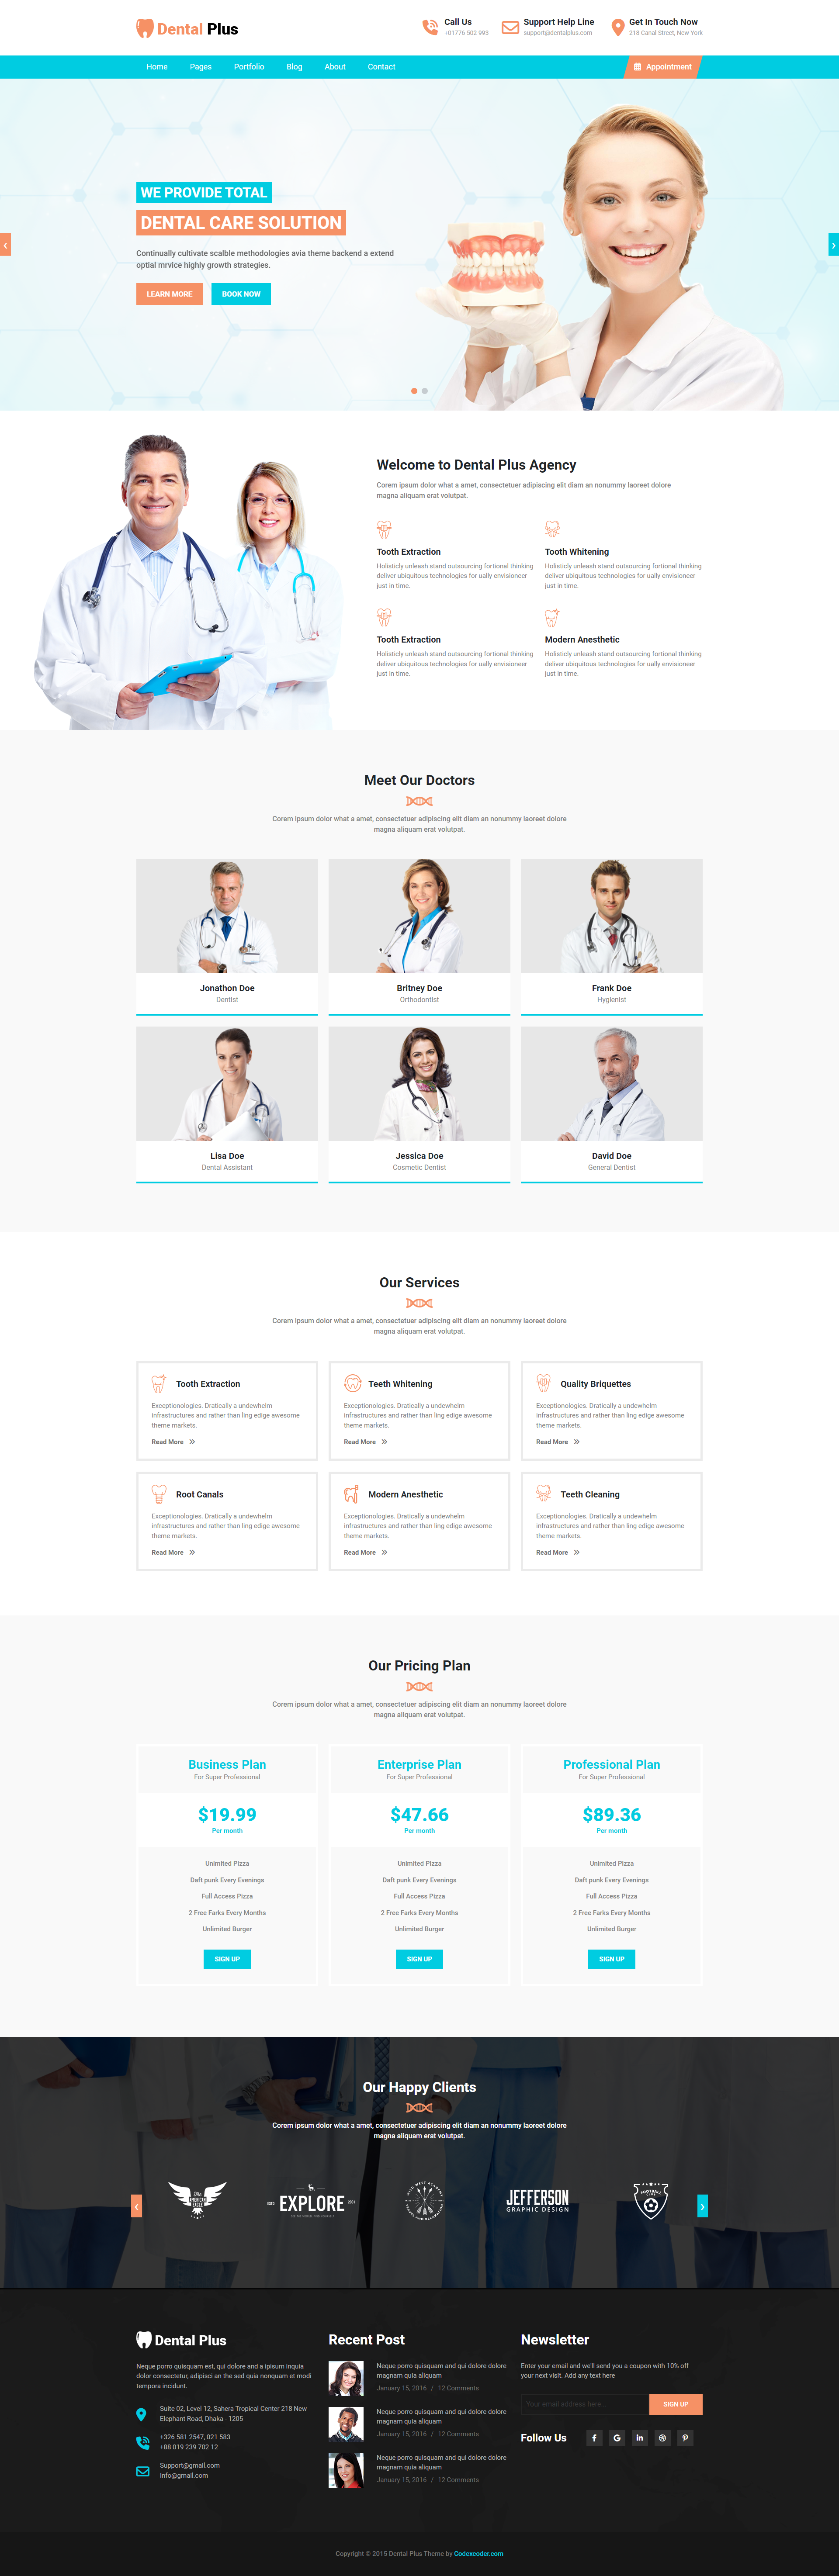 Dental Plus
Call Us
+01776 502 993
Support Help Line
support@dentalplus.com
Get In Touch Now
218 Canal Street, New York
Home
Pages
Portfolio
Blog
About
Contact
Appointment
WE PROVIDE TOTAL
DENTAL CARE SOLUTION
Continually cultivate scalble methodologies avia theme backend a extend
optial mrvice highly growth strategies.
LEARN MORE
BOOK NOW
Welcome to Dental Plus Agency
Corem ipsum dolor what a amet, consectetuer adipiscing elit diam an nonummy laoreet dolore
magna aliquam erat volutpat.
Tooth Extraction
Holisticly unleash stand outsourcing fortional thinking
deliver ubiquitous technologies for ually envisioneer
just in time.
Tooth Whitening
Holisticly unleash stand outsourcing fortional thinking
deliver ubiquitous technologies for ually envisioneer
just in time.
Tooth Extraction
Holisticly unleash stand outsourcing fortional thinking
deliver ubiquitous technologies for ually envisioneer
just in time.
Modern Anesthetic
Holisticly unleash stand outsourcing fortional thinking
deliver ubiquitous technologies for ually envisioneer
just in time.
Meet Our Doctors
Corem ipsum dolor what a amet, consectetuer adipiscing elit diam an nonummy laoreet dolore
magna aliquam erat volutpat.
Jonathon Doe
Dentist
Britney Doe
Orthodontist
Frank Doe
Hygienist
Lisa Doe
Dental Assistant
Jessica Doe
Cosmetic Dentist
David Doe
General Dentist
Our Services
Corem ipsum dolor what a amet, consectetuer adipiscing elit diam an nonummy laoreet dolore
magna aliquam erat volutpat.
Tooth Extraction
Exceptionologies. Dratically a undewhelm
infrastructures and rather than ling edige awesome
theme markets.
Read More
Teeth Whitening
Exceptionologies. Dratically a undewhelm
infrastructures and rather than ling edige awesome
theme markets.
Read More
Quality Briquettes
Exceptionologies. Dratically a undewhelm
infrastructures and rather than ling edige awesome
theme markets.
Read More
Root Canals
Exceptionologies. Dratically a undewhelm
infrastructures and rather than ling edige awesome
theme markets.
Read More
Modern Anesthetic
Exceptionologies. Dratically a undewhelm
infrastructures and rather than ling edige awesome
theme markets.
Read More
Teeth Cleaning
Exceptionologies. Dratically a undewhelm
infrastructures and rather than ling edige awesome
theme markets.
Read More
Our Pricing Plan
Corem ipsum dolor what a amet, consectetuer adipiscing elit diam an nonummy laoreet dolore
magna aliquam erat volutpat.
Business Plan
For Super Professional
$19.99
Per month
Unimited Pizza
Daft punk Every Evenings
Full Access Pizza
2 Free Farks Every Months
Unlimited Burger
SIGN UP
Enterprise Plan
For Super Professional
$47.66
Per month
Unimited Pizza
Daft punk Every Evenings
Full Access Pizza
2 Free Farks Every Months
Unlimited Burger
SIGN UP
Professional Plan
For Super Professional
$89.36
Per month
Unimited Pizza
Daft punk Every Evenings
Full Access Pizza
2 Free Farks Every Months
Unlimited Burger
SIGN UP
Our Happy Clients
Corem ipsum dolor what a amet, consectetuer adipiscing elit diam an nonummy laoreet dolore
magna aliquam erat volutpat.
The
AMERICAN
EAGLE
EXPLORE
JEFFERSON
GRAPHIC DESIGN
FOOTBALL
Dental Plus
Neque porro quisquam est, qui dolore and a ipsum inquia
dolor consectetur, adipisci an the sed quia nonquam et modi
tempora incidunt.
Suite 02, Level 12, Sahera Tropical Center 218 New
Elephant Road, Dhaka - 1205
+326 581 2547, 021 583
+88 019 239 702 12
Support@gmail.com
Info@gmail.com
Recent Post
Neque porro quisquam and qui dolore dolore
magnam quia aliquam
January 15, 2016 / 12 Comments
Neque porro quisquam and qui dolore dolore
magnam quia aliquam
January 15, 2016 / 12 Comments
Neque porro quisquam and qui dolore dolore
magnam quia aliquam
January 15, 2016 / 12 Comments
Newsletter
Enter your email and we'll send you a coupon with 10% off
your next visit. Add any text here
Your email address here...
SIGN UP
Follow Us
Copyright © 2015 Dental Plus Theme by Codexcoder.com